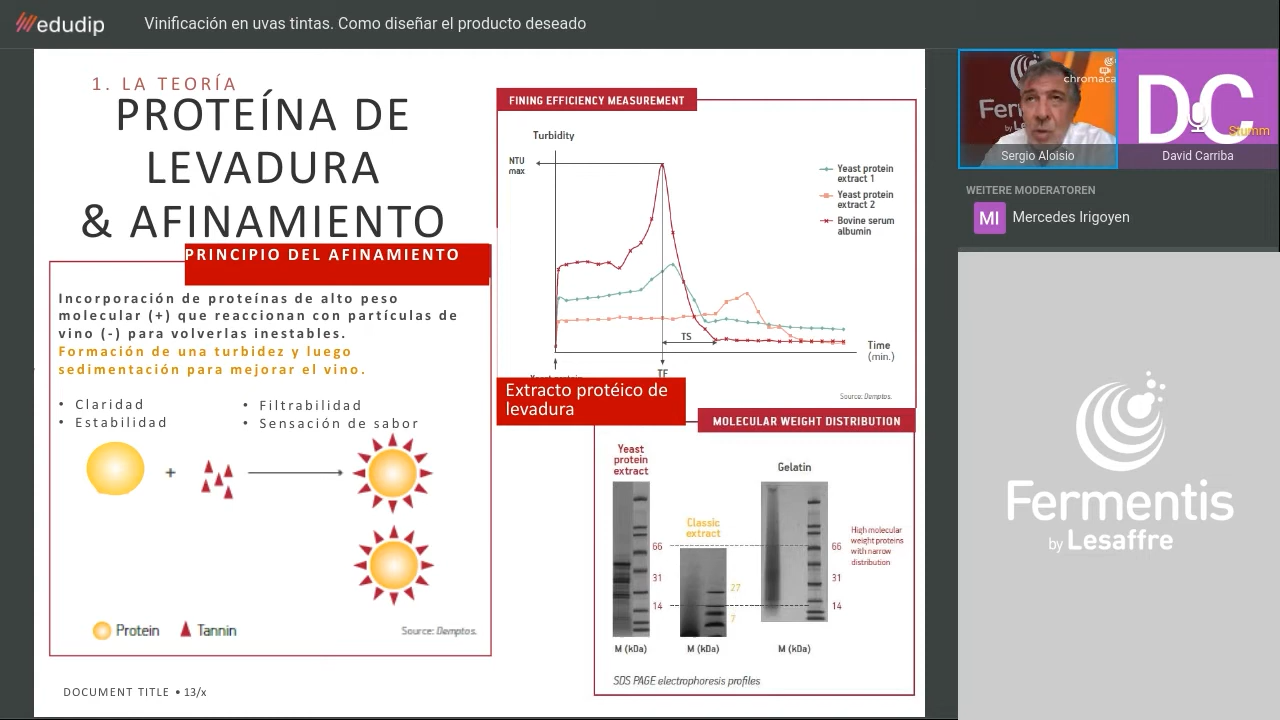 edudip
Vinificación en uvas tintas. Como diseñar el producto deseado
1. LA TEORÍA
PROTEÍNA DE
LEVADURA
& AFINAMIENTO
PRINCIPIO DEL AFINAMIENTO
Incorporación de proteínas de alto peso
molecular (+) que reaccionan con partículas de
vino (-) para volverlas inestables.
Formación de una turbidez y luego
sedimentación para mejorar el vino.
• Claridad
• Estabilidad
• Filtrabilidad
• Sensación de sabor
+
Protein
Tannin
Source: Demptos.
DOCUMENT TITLE • 13/x
FINING EFFICIENCY MEASUREMENT
Turbidity
NTU
max
Yeast protein
extract 1
Yeast protein
extract 2
Bovine serum
albumin
TS
Time
(min.)
TF
Source: Demptos.
Extracto protéico de
levadura
MOLECULAR WEIGHT DISTRIBUTION
Yeast
protein
extract
Classic
extract
Gelatin
66
31
14
27
7
66
31
14
High molecular
weight proteins
with narrow
distribution
M (kDa)
M (kDa)
M (kDa)
SDS PAGE electrophoresis profiles
chromaca
Sergio Aloisio
DC
Stumm
David Carriba
WEITERE MODERATOREN
MI
Mercedes Irigoyen
Fermentis
by Lesaffre